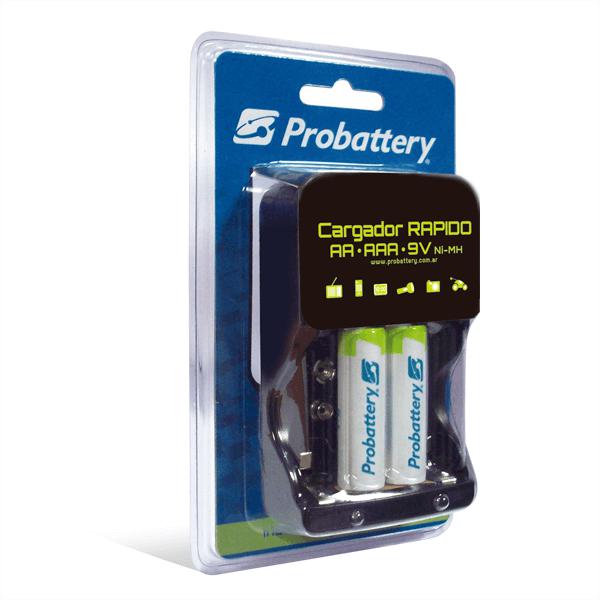 Probattery
Cargador RAPIDO
AA · AAA · 9V Ni-MH
www.probattery.com.ar
Probattery
Probattery